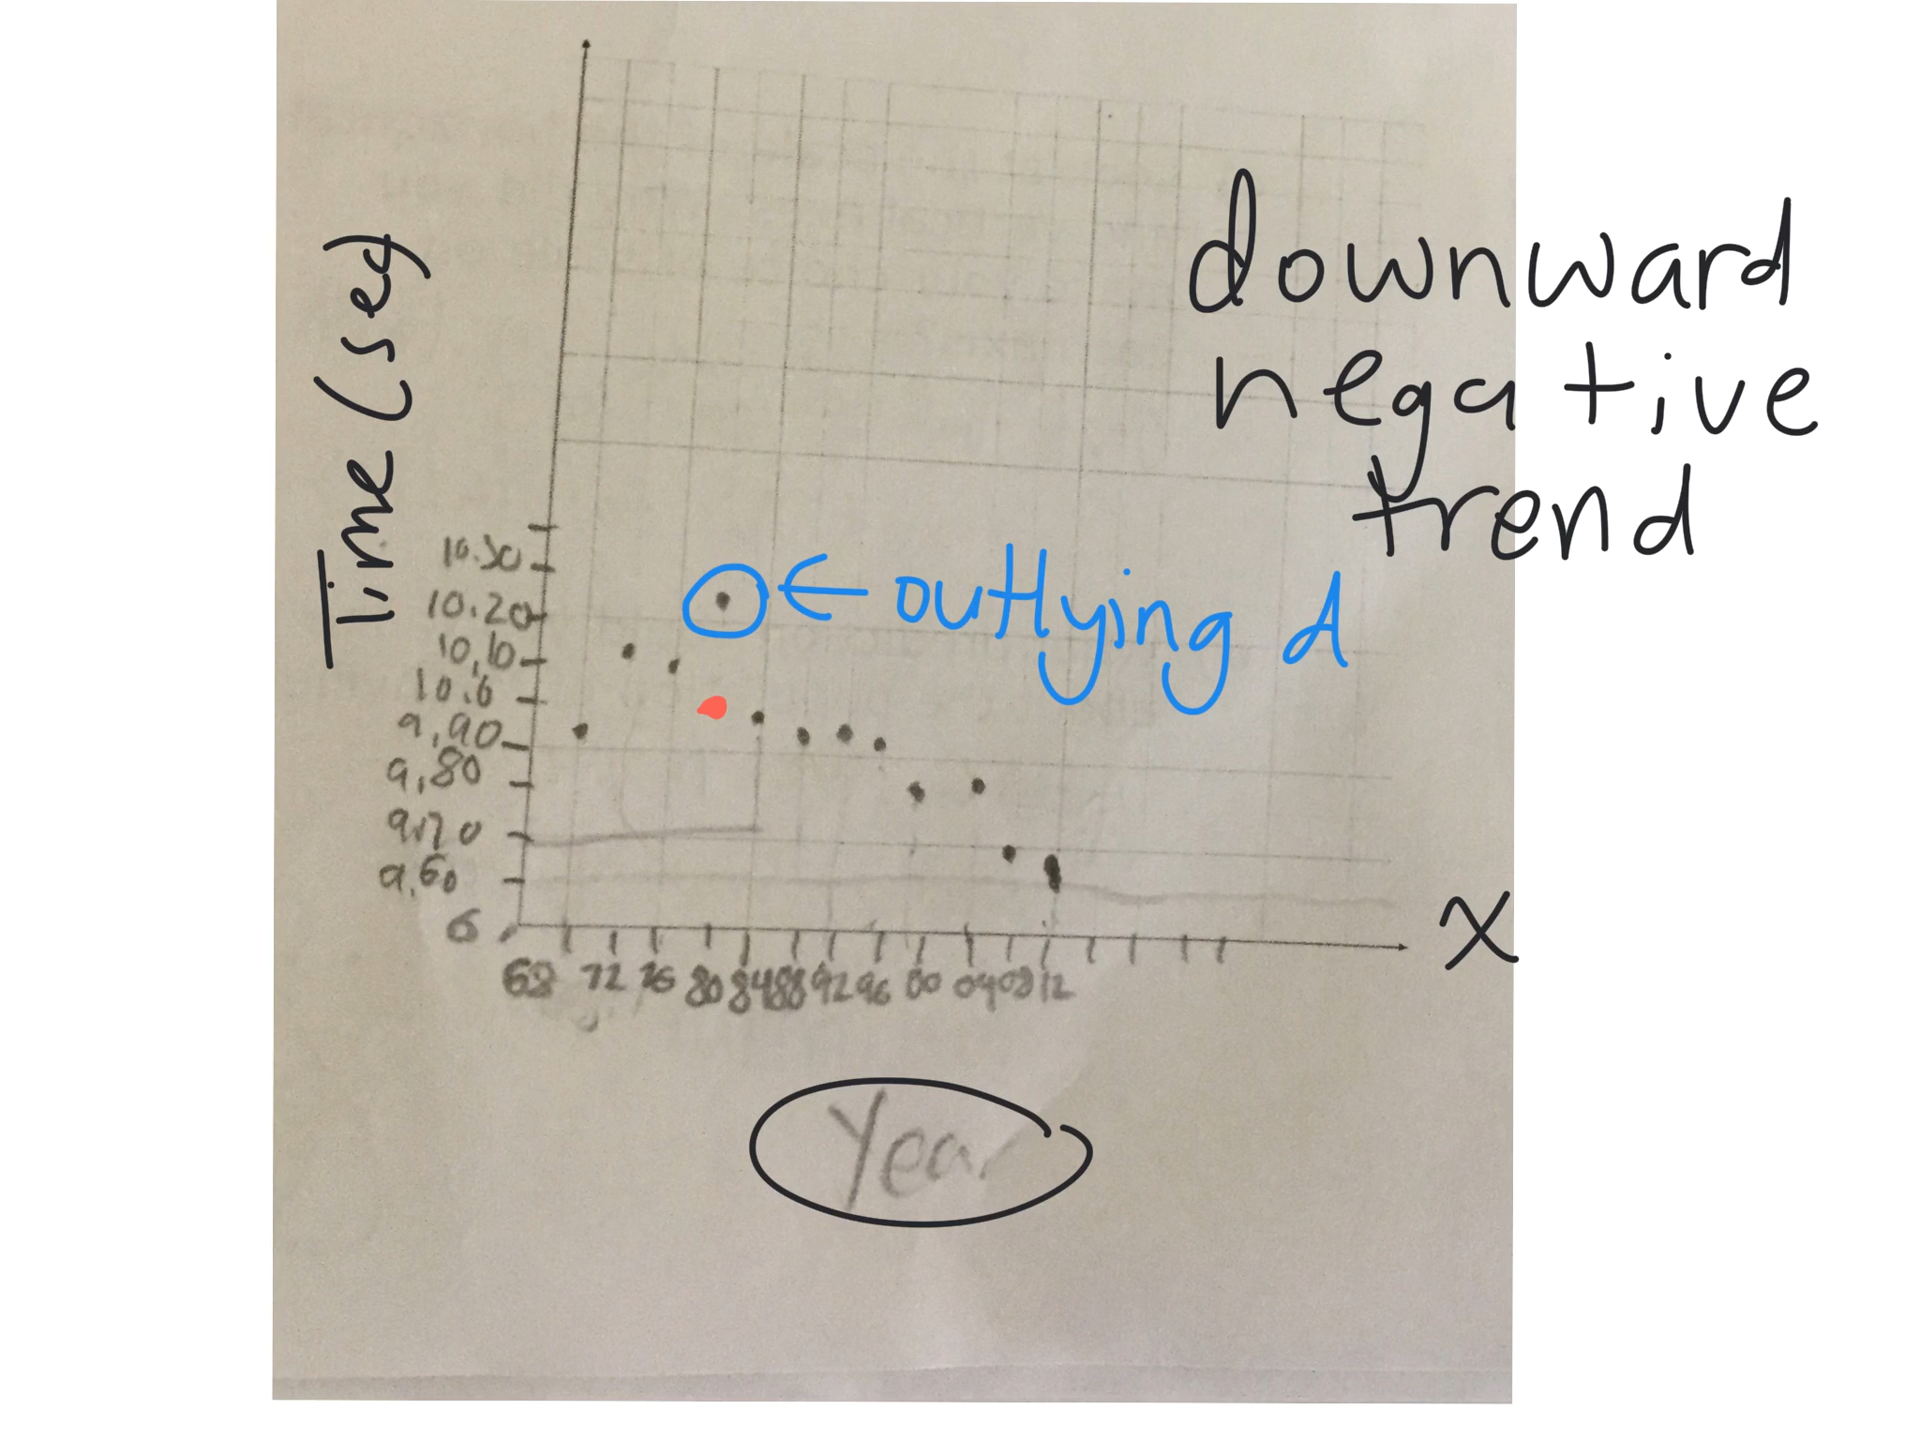 Time (sec)
downward
negative
trend
← outlying d
10.30
10.20
10,10
10.0
9,90
9,80
9.70
9.60
0
x
68 72 76 80 84 88 92 96 00 04 08 12
Year